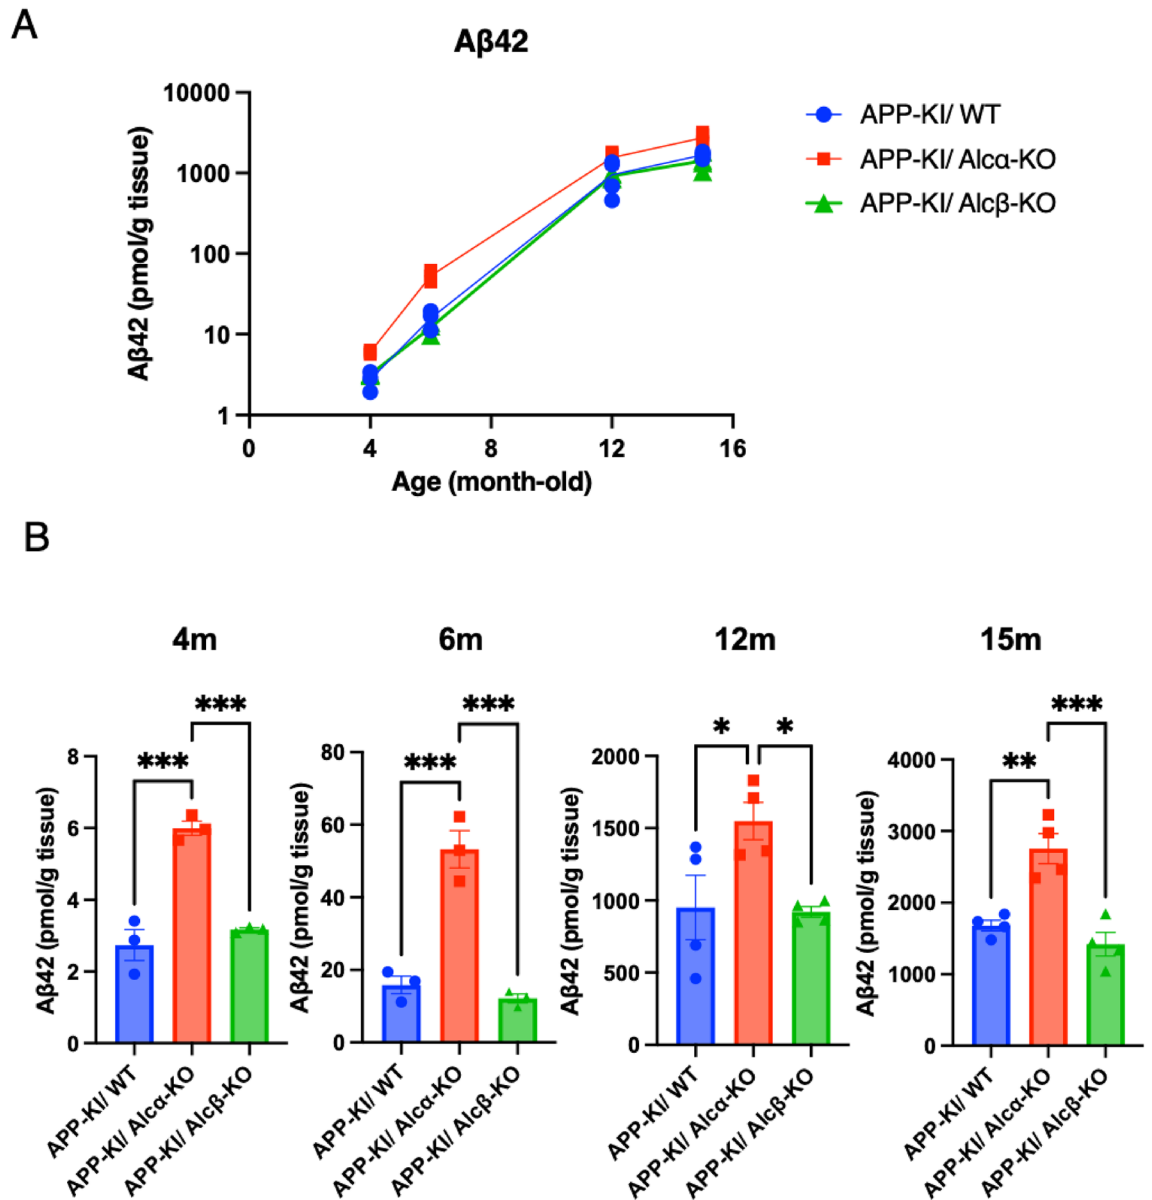 A
Aβ42
10000
1000
100
10
1
Aβ42 (pmol/g tissue)
0 4 8 12 16
Age (month-old)
APP-KI/ WT
APP-KI/ Alcα-KO
APP-KI/ Alcβ-KO
B
4m
*** ***
8
6
4
2
0
Aβ42 (pmol/g tissue)
APP-KI/ WT
APP-KI/ Alcα-KO
APP-KI/ Alcβ-KO
6m
*** ***
80
60
40
20
0
Aβ42 (pmol/g tissue)
APP-KI/ WT
APP-KI/ Alcα-KO
APP-KI/ Alcβ-KO
12m
* *
2000
1500
1000
500
0
Aβ42 (pmol/g tissue)
APP-KI/ WT
APP-KI/ Alcα-KO
APP-KI/ Alcβ-KO
15m
** ***
4000
3000
2000
1000
0
Aβ42 (pmol/g tissue)
APP-KI/ WT
APP-KI/ Alcα-KO
APP-KI/ Alcβ-KO